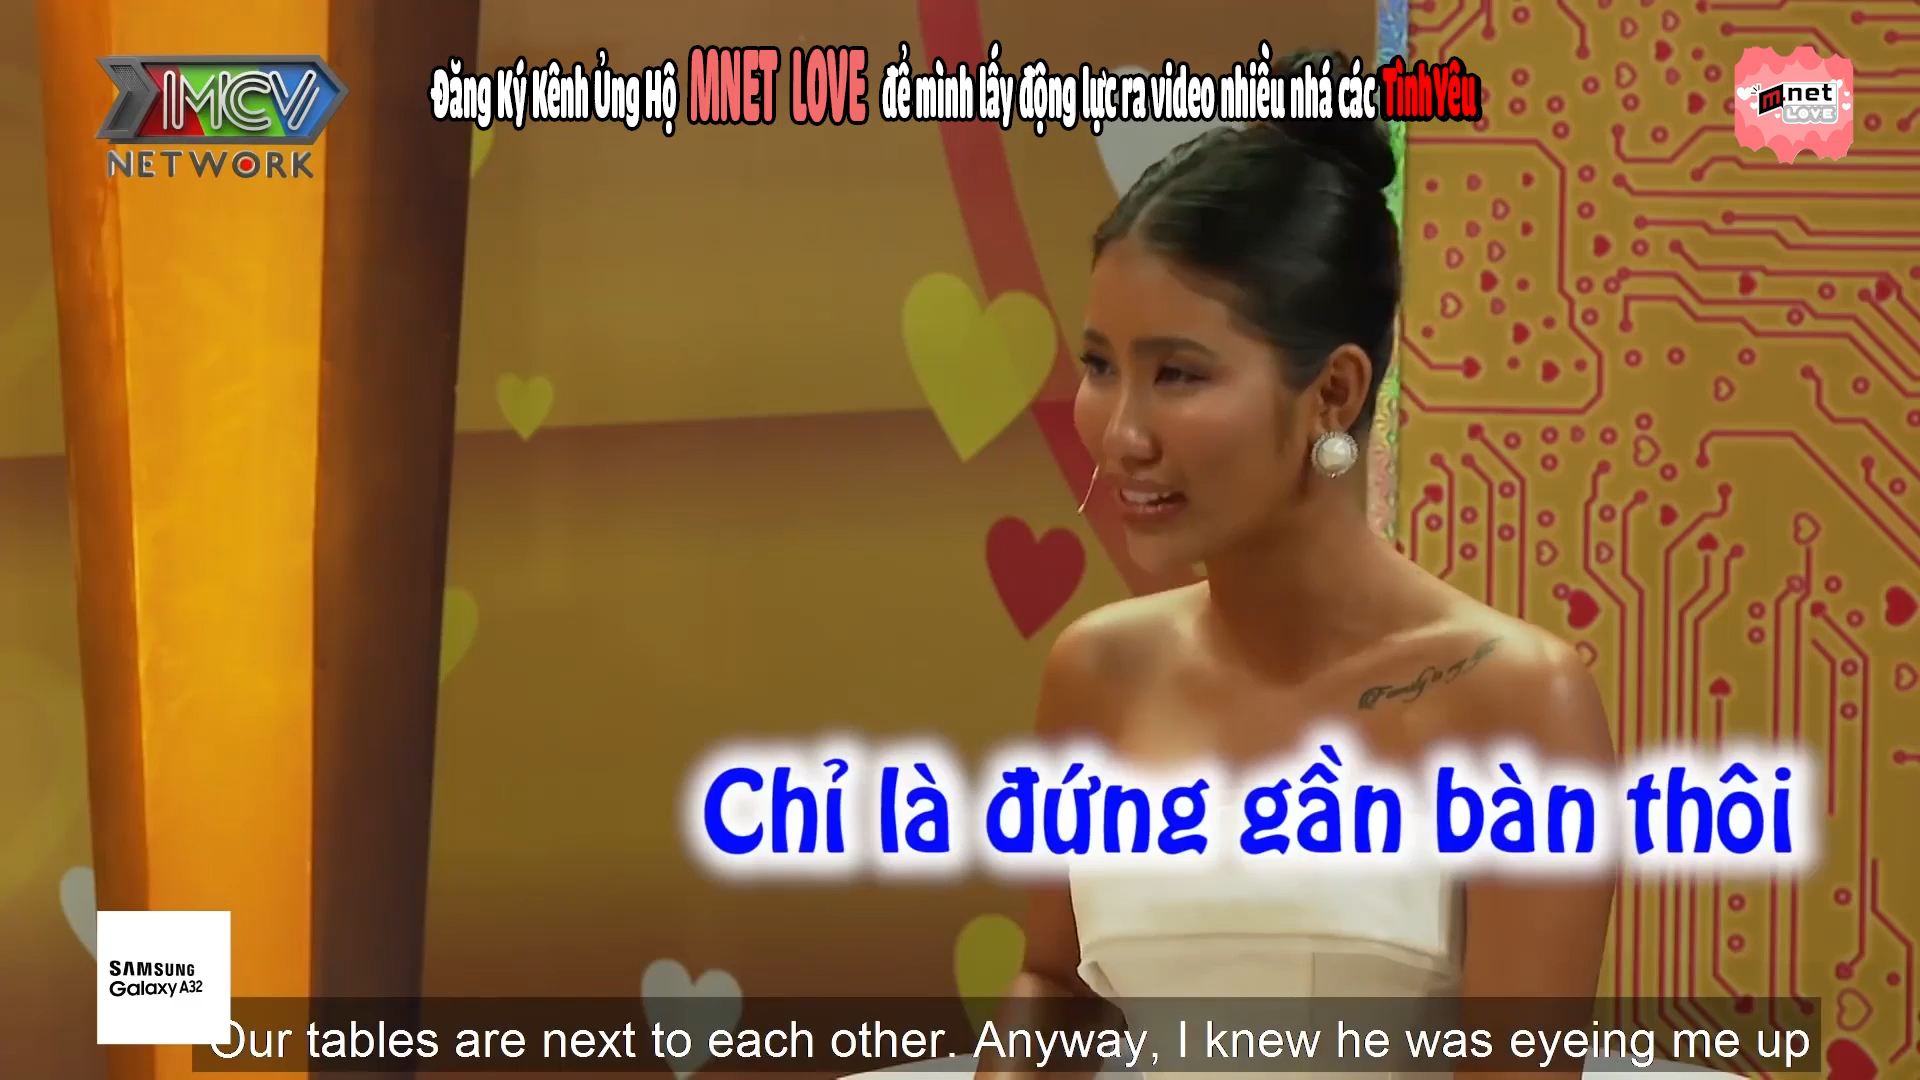 Đăng Ký Kênh Ủng Hộ MNET LOVE để mình lấy động lực ra video nhiều nhá các Tình Yêu
MCV
NETWORK
mnet
LOVE
Chỉ là đứng gần bàn thôi
SAMSUNG
Galaxy A32
Our tables are next to each other. Anyway, I knew he was eyeing me up